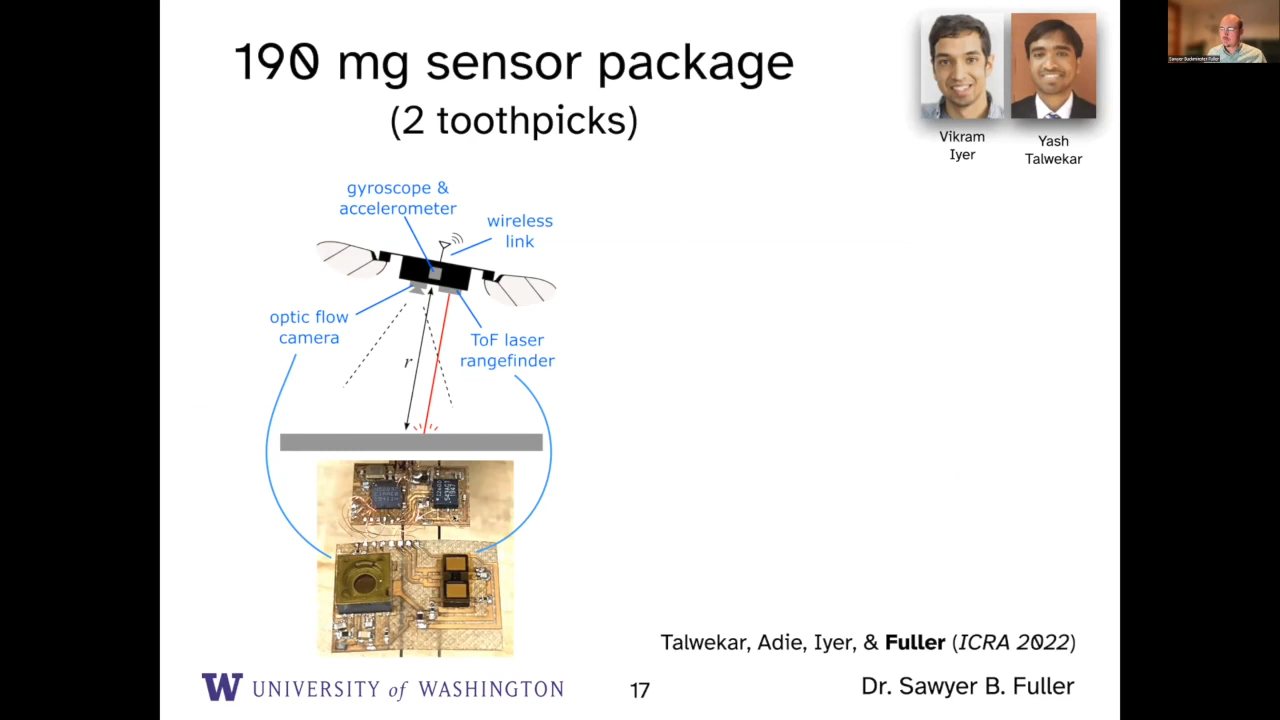 190 mg sensor package
(2 toothpicks)
Vikram
Iyer
Yash
Talwekar
gyroscope &
accelerometer
wireless
link
optic flow
camera
ToF laser
rangefinder
r
Talwekar, Adie, Iyer, & Fuller (ICRA 2022)
W UNIVERSITY of WASHINGTON
17
Dr. Sawyer B. Fuller